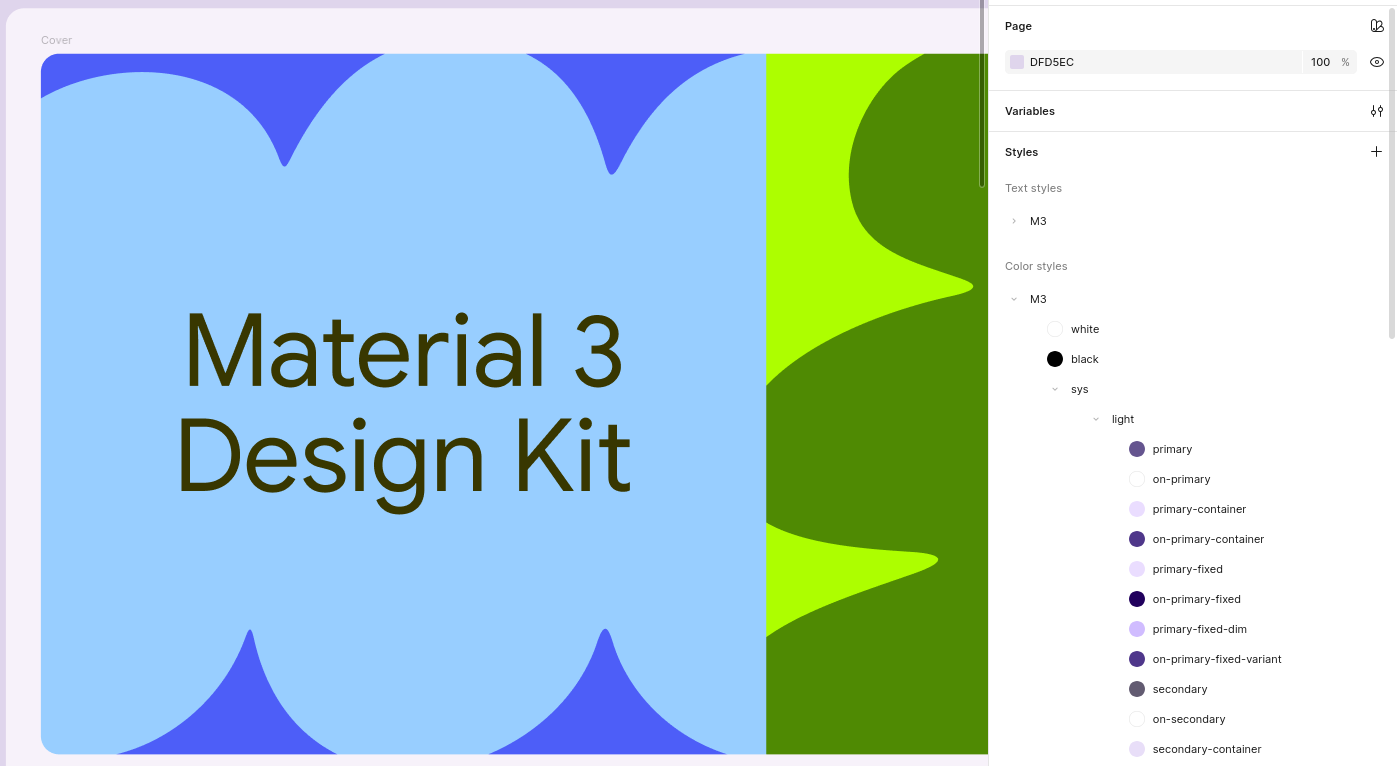 Cover
Material 3
Design Kit
Page
DFD5EC 100 %
Variables
Styles
Text styles
M3
Color styles
M3
white
black
sys
light
primary
on-primary
primary-container
on-primary-container
primary-fixed
on-primary-fixed
primary-fixed-dim
on-primary-fixed-variant
secondary
on-secondary
secondary-container